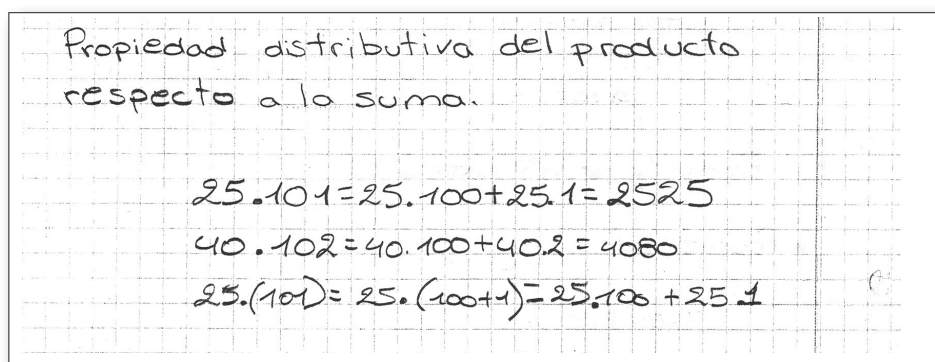 Propiedad distributiva del producto
respecto a la suma.
25.101=25.100+25.1=2525
40.102=40.100+40.2=4080
25.(101)=25.(100+1)=25.100+25.1